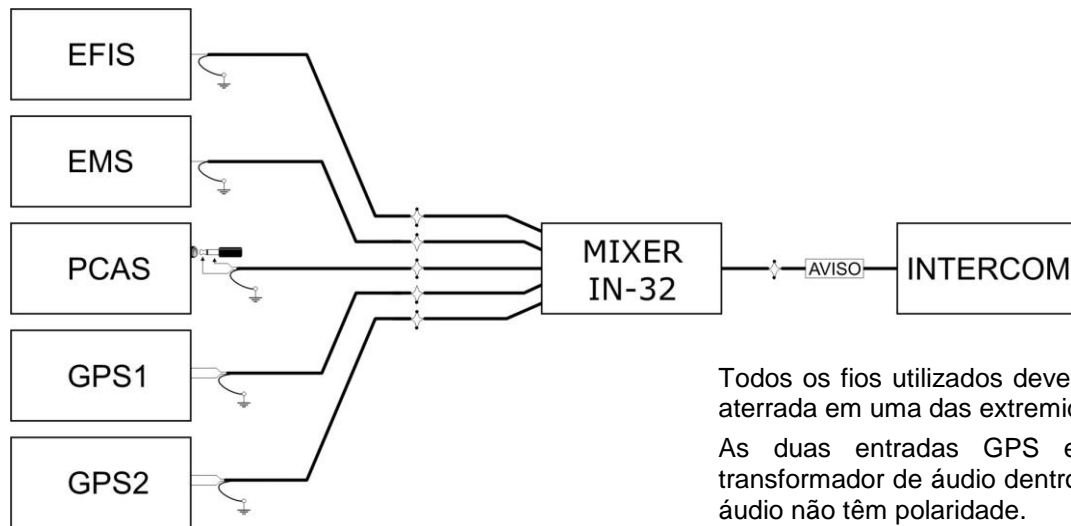 EFIS
EMS
PCAS
GPS1
GPS2
MIXER
IN-32
AVISO
INTERCOM
Todos os fios utilizados deve
aterrada em uma das
As duas entradas GPS e
transformador de áudio dentro
áudio não têm polaridade.